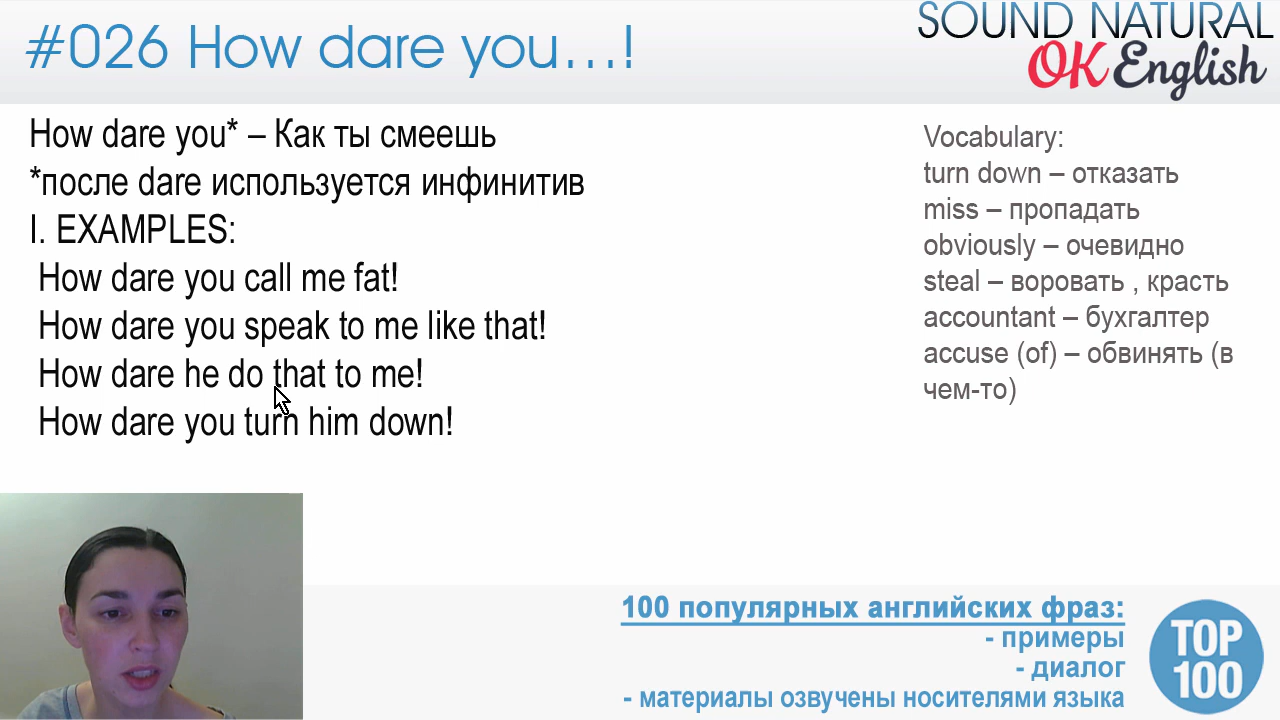 #026 How dare you...!
SOUND NATURAL
OK English
How dare you* – Как ты смеешь
*после dare используется инфинитив
I. EXAMPLES:
How dare you call me fat!
How dare you speak to me like that!
How dare he do that to me!
How dare you turn him down!
Vocabulary:
turn down – отказать
miss – пропадать
obviously – очевидно
steal – воровать , красть
accountant – бухгалтер
accuse (of) – обвинять (в
чем-то)
100 популярных английских фраз:
- примеры
- диалог
- материалы озвучены носителями языка
TOP
100